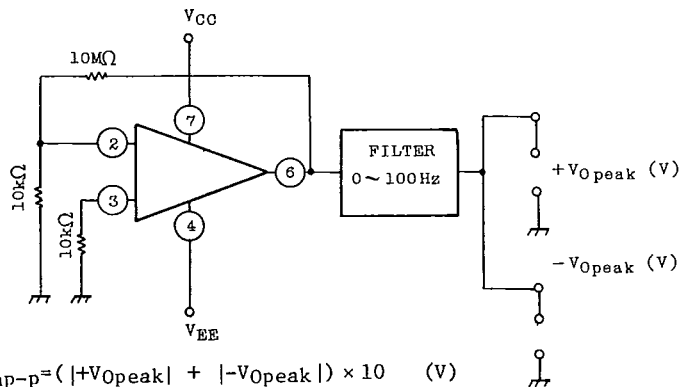 VCC
10MΩ
7
2
6
FILTER
0~100Hz
+VOpeak (V)
10kΩ
3
10kΩ
4
-VOpeak (V)
VEE
np-p=(|+VOpeak| + |-VOpeak|) × 10 (V)